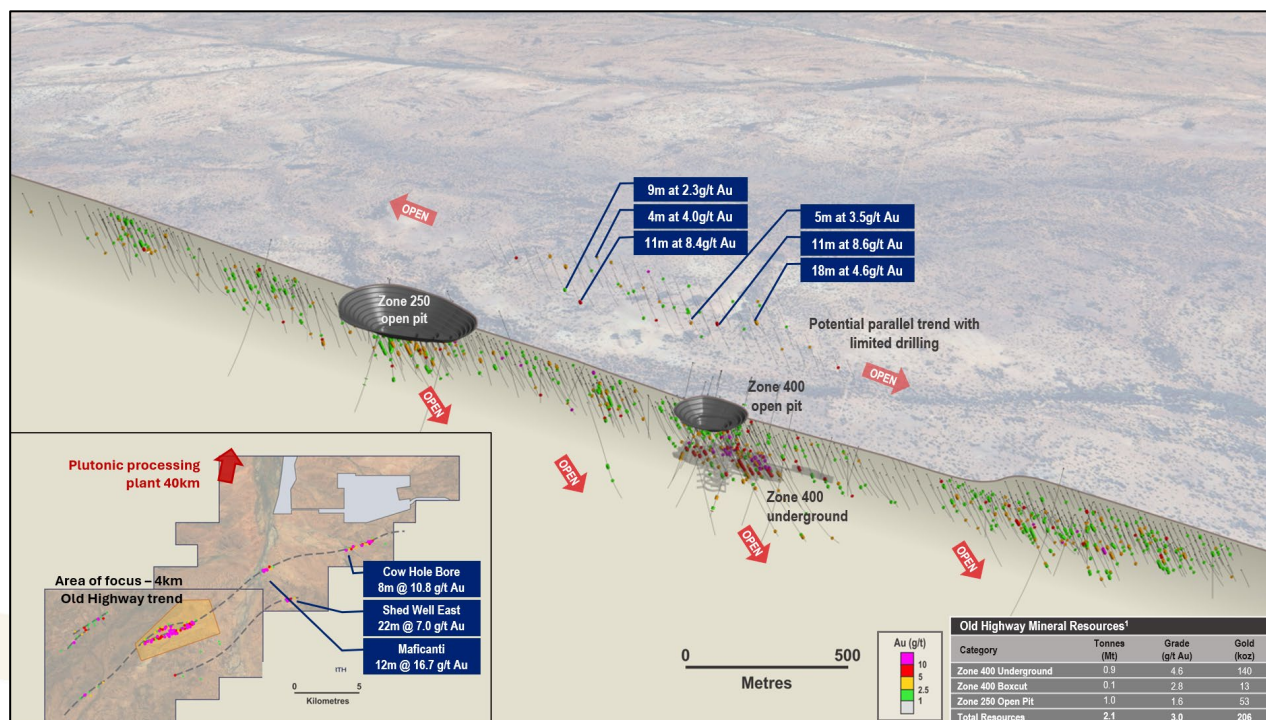 9m at 2.3g/t Au
4m at 4.0g/t Au
11m at 8.4g/t Au
5m at 3.5g/t Au
11m at 8.6g/t Au
18m at 4.6g/t Au
OPEN
Zone 250
open pit
Potential parallel trend with
limited drilling
OPEN
Zone 400
open pit
OPEN
OPEN
Zone 400
underground
OPEN
OPEN
Plutonic processing
plant 40km
Area of focus – 4km
Old Highway trend
Cow Hole Bore
8m @ 10.8 g/t Au
Shed Well East
22m @ 7.0 g/t Au
Maficanti
12m @ 16.7 g/t Au
0 5
Kilometres
0 500
Metres
Au (g/t)
10
5
2.5
1
Old Highway Mineral Resources¹
Category Tonnes (Mt) Grade (g/t Au) Gold (koz)
Zone 400 Underground 0.9 4.6 140
Zone 400 Boxcut 0.1 2.8 13
Zone 250 Open Pit 1.0 1.6 53
Total Resources 2.1 3.0 206